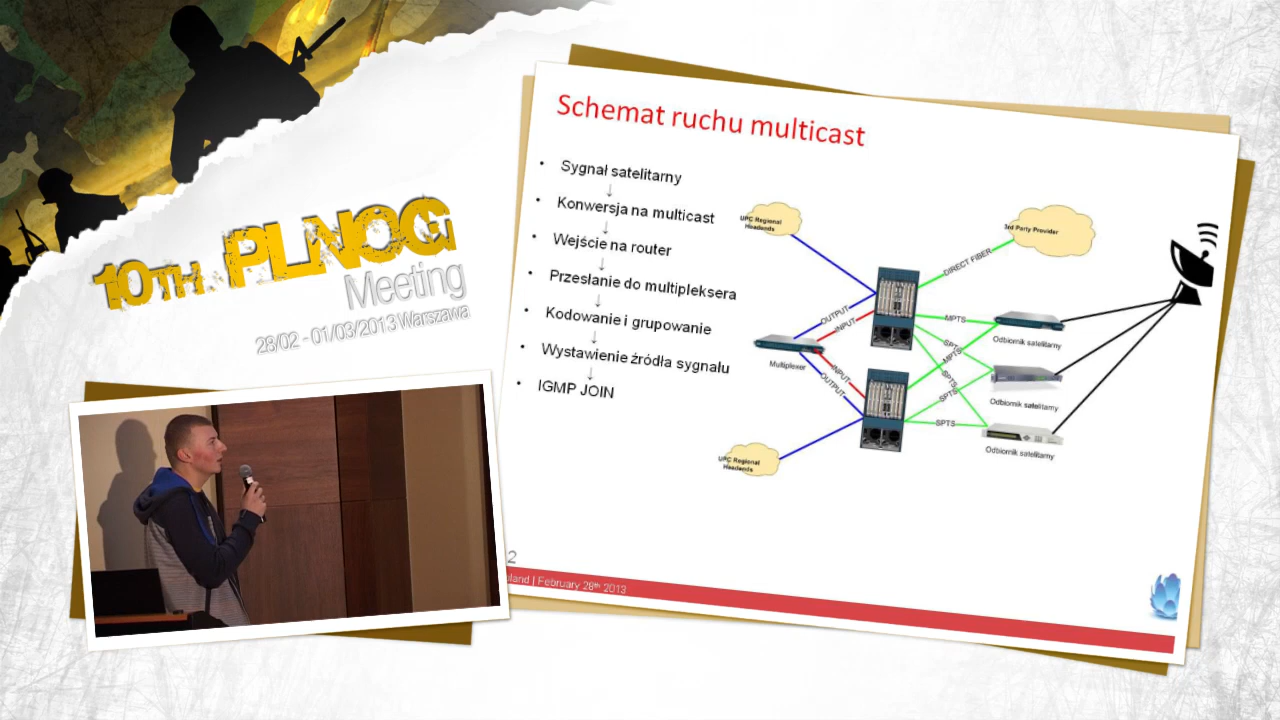 10TH PLNOG
Meeting
28/02 - 01/03/2013 Warszawa
Schemat ruchu multicast
• Sygnał satelitarny
↓
• Konwersja na multicast
↓
• Wejście na router
↓
• Przesłanie do multipleksera
↓
• Kodowanie i grupowanie
↓
• Wystawienie źródła sygnału
↓
• IGMP JOIN
UPC Regional
Headends
3rd Party Provider
DIRECT FIBER
OUTPUT
INPUT
MPTS
Odbiornik satelitarny
Multiplexer
SPTS
MPTS
INPUT
OUTPUT
SPTS
SPTS
Odbiornik satelitarny
SPTS
Odbiornik satelitarny
UPC Regional
Headends
2
land | February 28th 2013